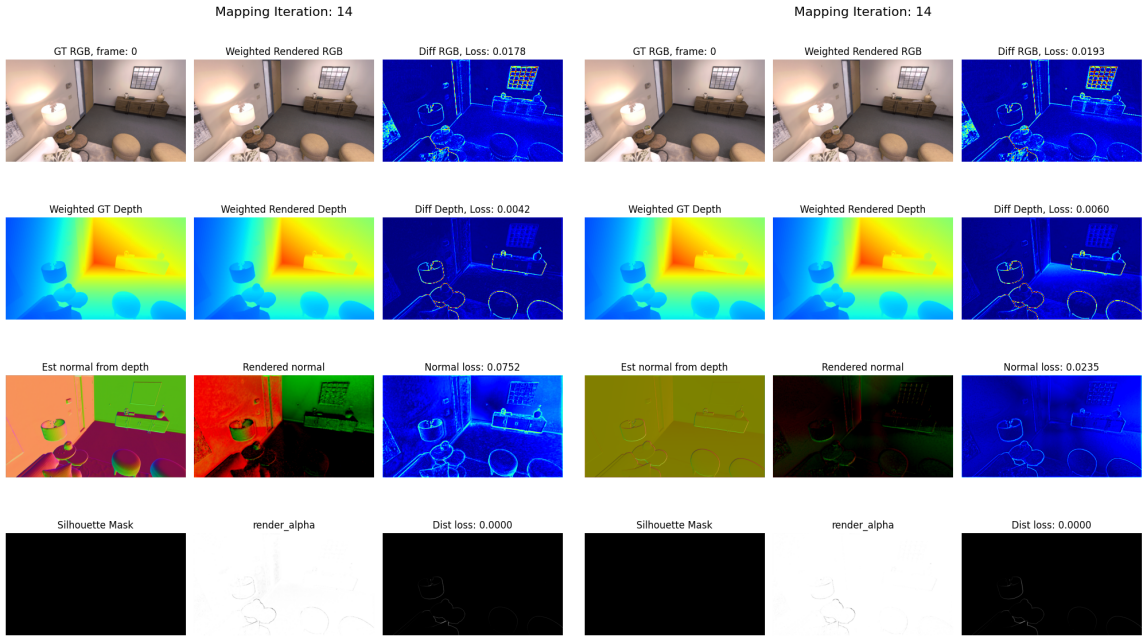 Mapping Iteration: 14
GT RGB, frame: 0
Weighted Rendered RGB
Diff RGB, Loss: 0.0178
Weighted GT Depth
Weighted Rendered Depth
Diff Depth, Loss: 0.0042
Est normal from depth
Rendered normal
Normal loss: 0.0752
Silhouette Mask
render_alpha
Dist loss: 0.0000
Mapping Iteration: 14
GT RGB, frame: 0
Weighted Rendered RGB
Diff RGB, Loss: 0.0193
Weighted GT Depth
Weighted Rendered Depth
Diff Depth, Loss: 0.0060
Est normal from depth
Rendered normal
Normal loss: 0.0235
Silhouette Mask
render_alpha
Dist loss: 0.0000